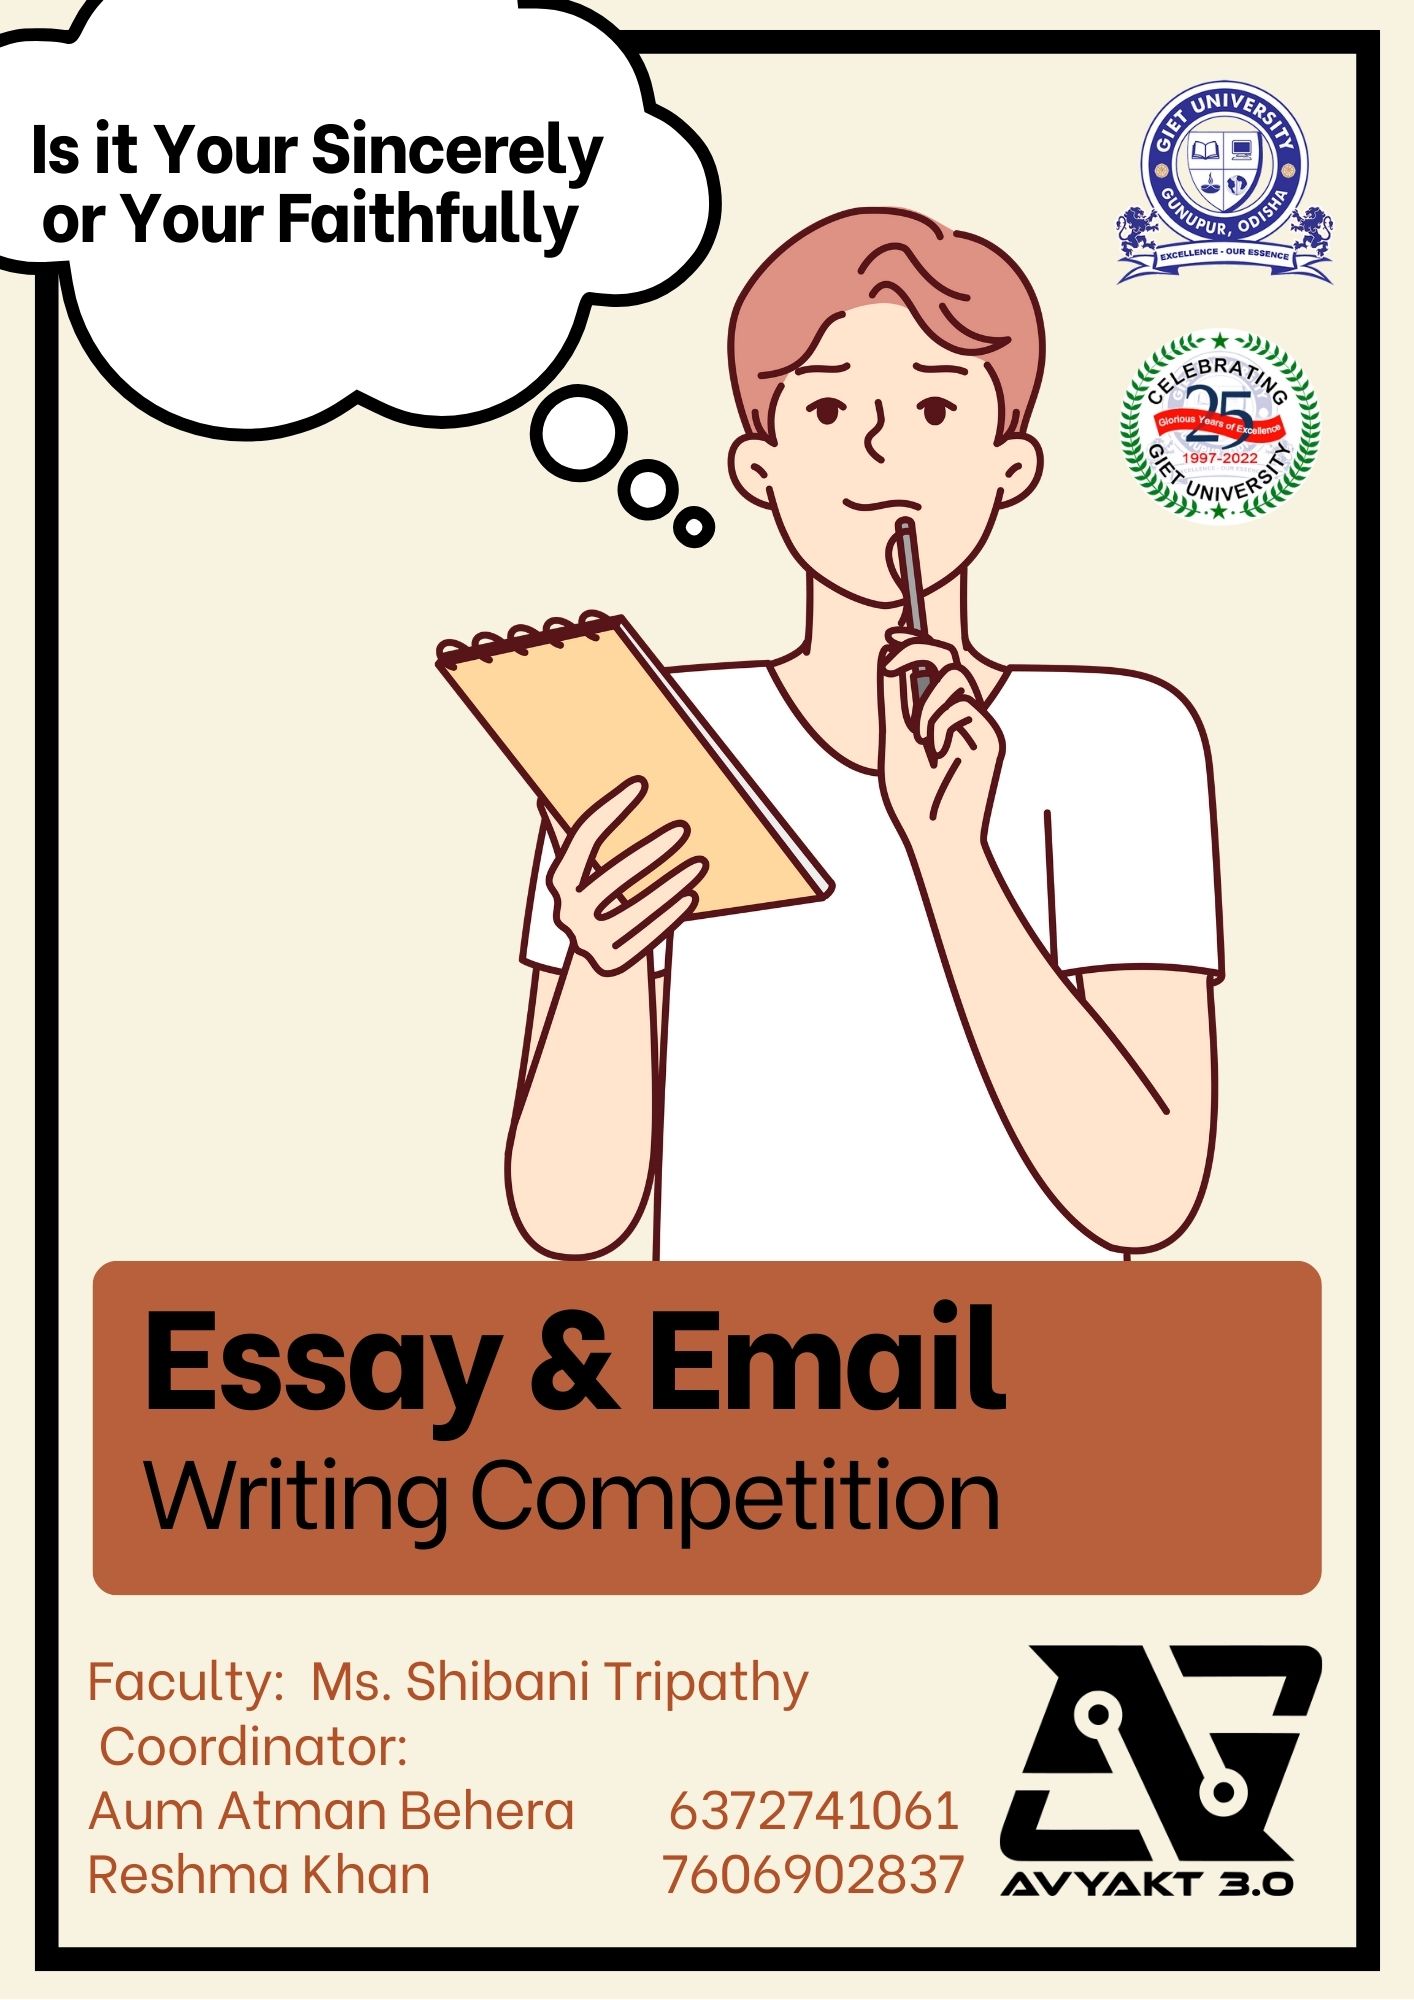 Is it Your Sincerely
or Your Faithfully
GIET UNIVERSITY
GUNUPUR, ODISHA
EXCELLENCE - OUR ESSENCE
CELEBRATING
25
Glorious Years of Excellence
1997-2022
GIET UNIVERSITY
Essay & Email
Writing Competition
Faculty: Ms. Shibani Tripathy
Coordinator:
Aum Atman Behera 6372741061
Reshma Khan 7606902837
AVYAKT 3.0